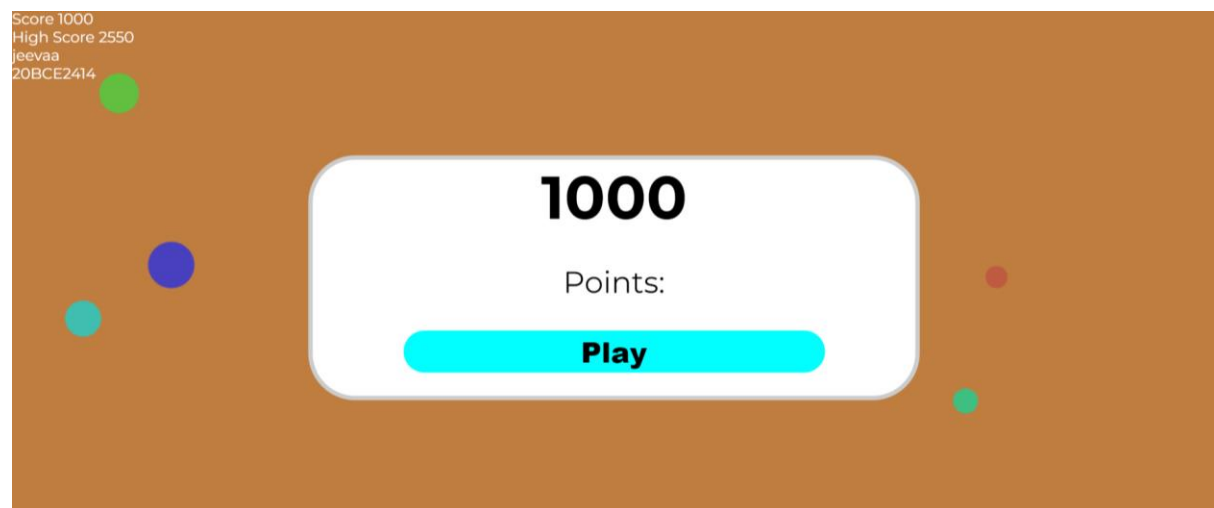 Score 1000
High Score 2550
jeevaa
20BCE2414
1000
Points:
Play